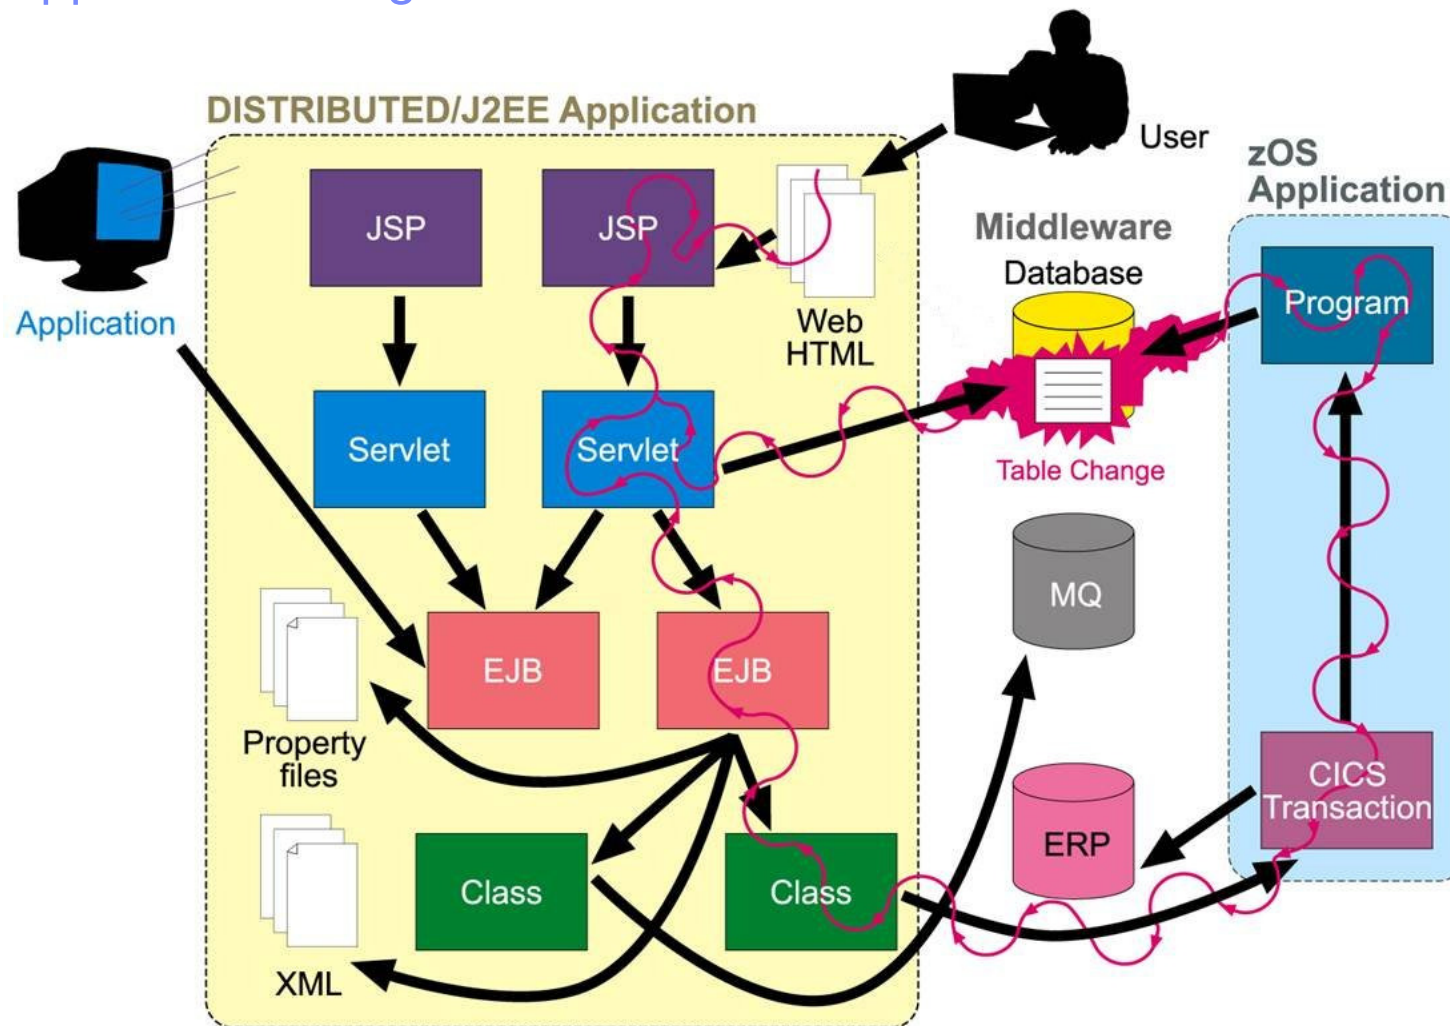 DISTRIBUTED/J2EE Application
User
zOS
Application
Application
JSP
JSP
Web
HTML
Middleware
Database
Program
Servlet
Servlet
Table Change
MQ
EJB
EJB
Property
files
CICS
Transaction
ERP
Class
Class
XML